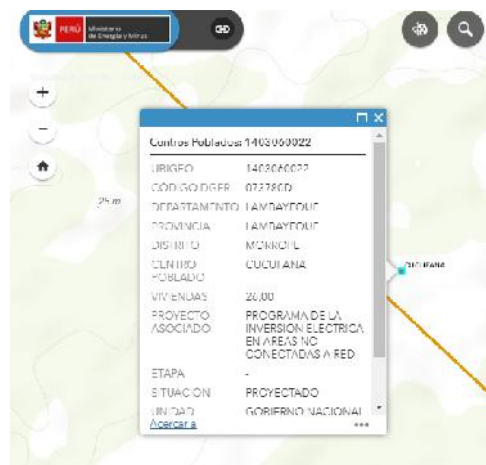 PERÚ Ministerio de Energía y Minas
+
-
25 m
Centros Poblados: 1403060022
UBIGEO 1403060022
CÓDIGO DGER 073780D
DEPARTAMENTO LAMBAYEQUE
PROVINCIA LAMBAYEQUE
DISTRITO MORROPE
CENTRO POBLADO CUCUFANA
VIVIENDAS 26,00
PROYECTO ASOCIADO PROGRAMA DE LA
INVERSION ELECTRICA
EN AREAS NO
CONECTADAS A RED
ETAPA -
SITUACIÓN PROYECTADO
UNIDAD GOBIERNO NACIONAL
Acercar a
•••
CUCUFANA